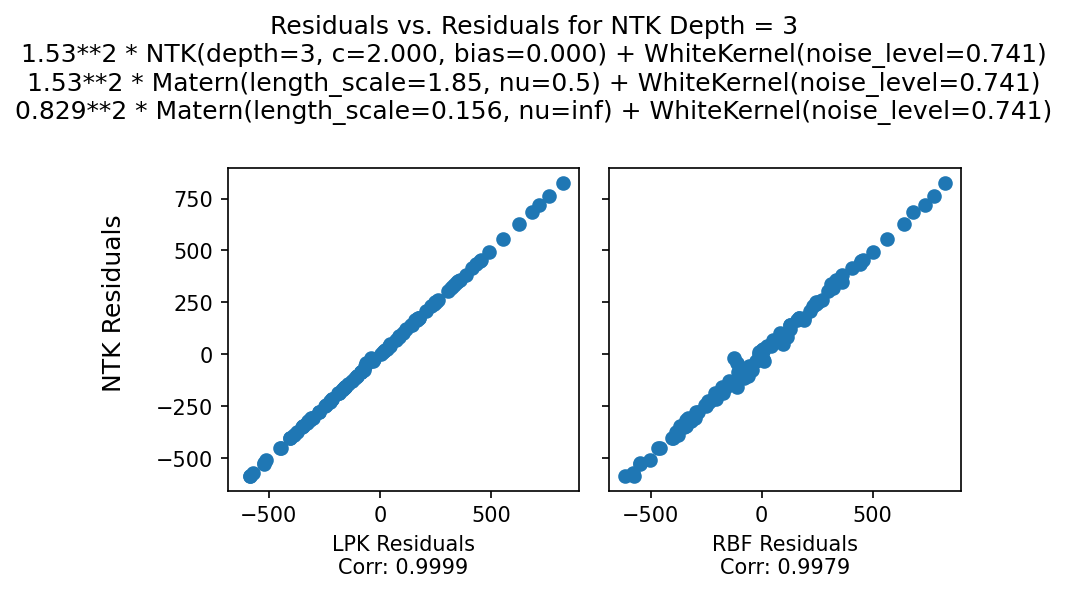 Residuals vs. Residuals for NTK Depth = 3
1.53**2 * NTK(depth=3, c=2.000, bias=0.000) + WhiteKernel(noise_level=0.741)
1.53**2 * Matern(length_scale=1.85, nu=0.5) + WhiteKernel(noise_level=0.741)
0.829**2 * Matern(length_scale=0.156, nu=inf) + WhiteKernel(noise_level=0.741)
NTK Residuals
750
500
250
0
−250
−500
−500 0 500
−500 0 500
LPK Residuals
Corr: 0.9999
RBF Residuals
Corr: 0.9979